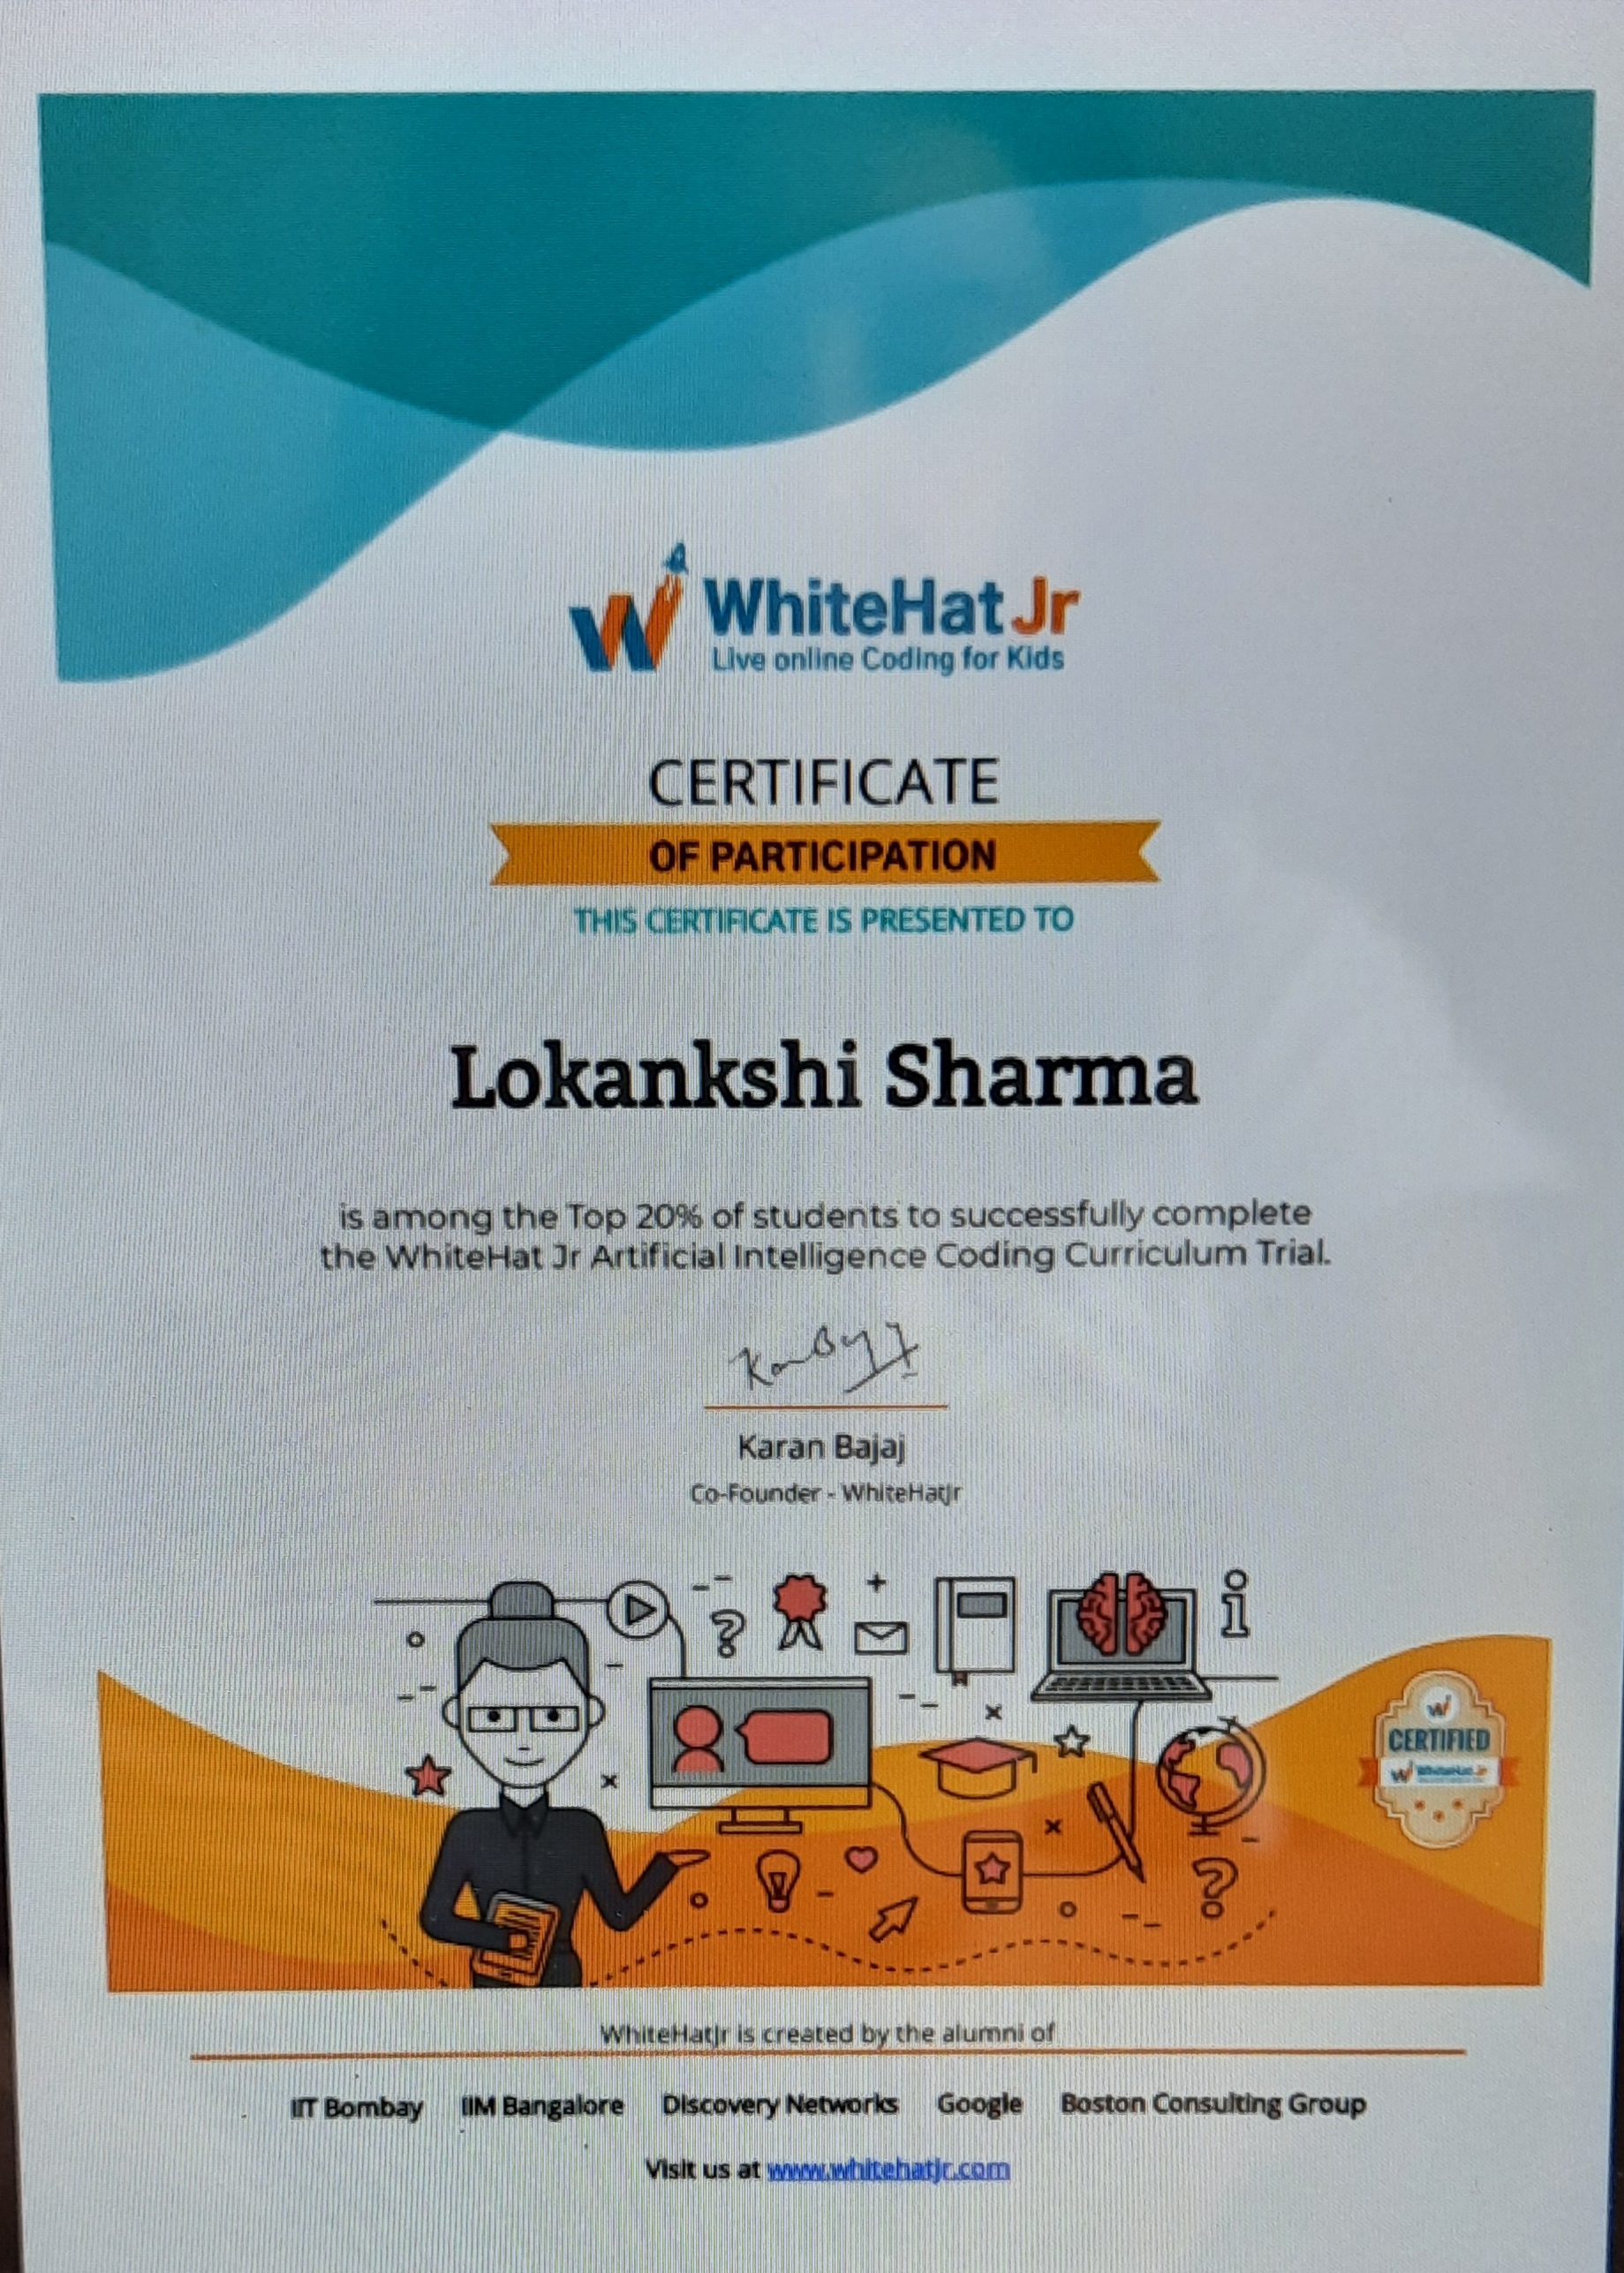 WhiteHat Jr
Live online Coding for Kids
CERTIFICATE
OF PARTICIPATION
THIS CERTIFICATE IS PRESENTED TO
Lokankshi Sharma
is among the Top 20% of students to successfully complete
the WhiteHat Jr Artificial Intelligence Coding Curriculum Trial.
Karan Bajaj
Co-Founder - WhiteHatJr
CERTIFIED
WhiteHat Jr
WhiteHatJr is created by the alumni of
IIT Bombay IIM Bangalore Discovery Networks Google Boston Consulting Group
Visit us at www.whitehatjr.com